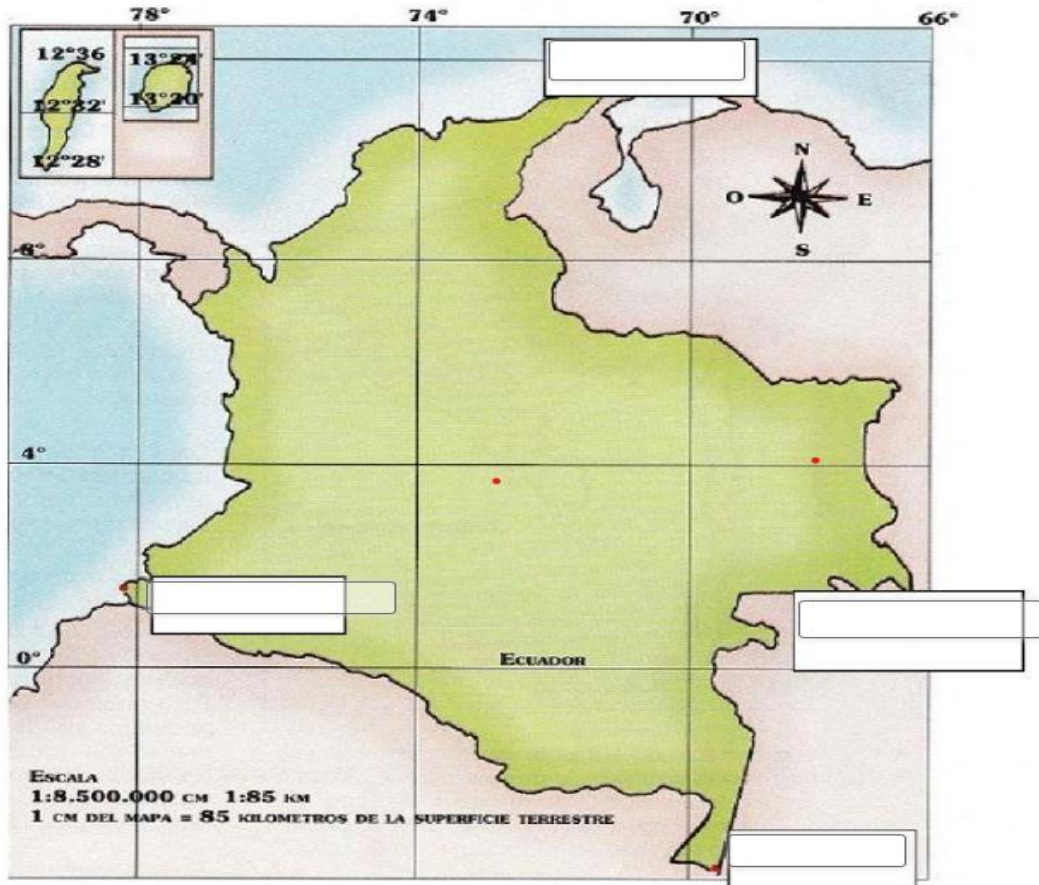 78° 74° 70° 66°
12°36
13°24'
13°20'
12°32'
12°28'
N
O E
S
8°
4°
0°
ECUADOR
ESCALA
1:8.500.000 CM 1:85 KM
1 CM DEL MAPA = 85 KILOMETROS DE LA SUPERFICIE TERRESTRE